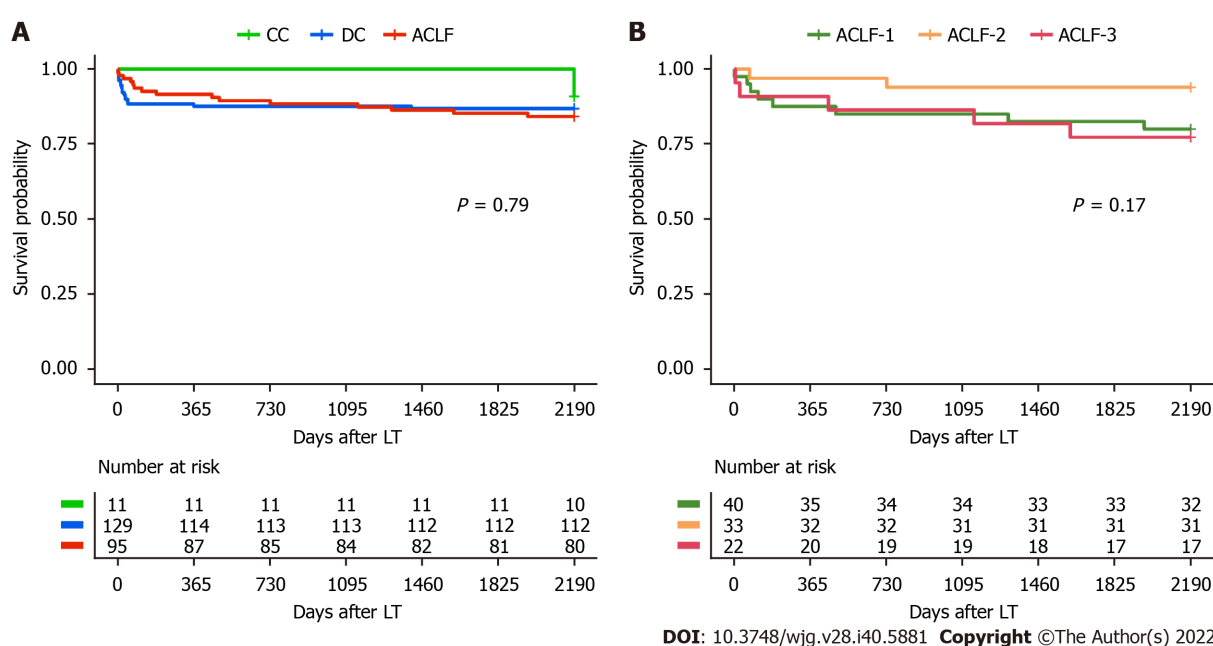 A
CC DC ACLF
1.00
0.75
0.50
0.25
0.00
Survival probability
P = 0.79
0 365 730 1095 1460 1825 2190
Days after LT
Number at risk
11 11 11 11 11 11 10
129 114 113 113 112 112 112
95 87 85 84 82 81 80
0 365 730 1095 1460 1825 2190
Days after LT
B
ACLF-1 ACLF-2 ACLF-3
1.00
0.75
0.50
0.25
0.00
Survival probability
P = 0.17
0 365 730 1095 1460 1825 2190
Days after LT
Number at risk
40 35 34 34 33 33 32
33 32 32 31 31 31 31
22 20 19 19 18 17 17
0 365 730 1095 1460 1825 2190
Days after LT
DOI: 10.3748/wjg.v28.i40.5881 Copyright ©The Author(s) 2022